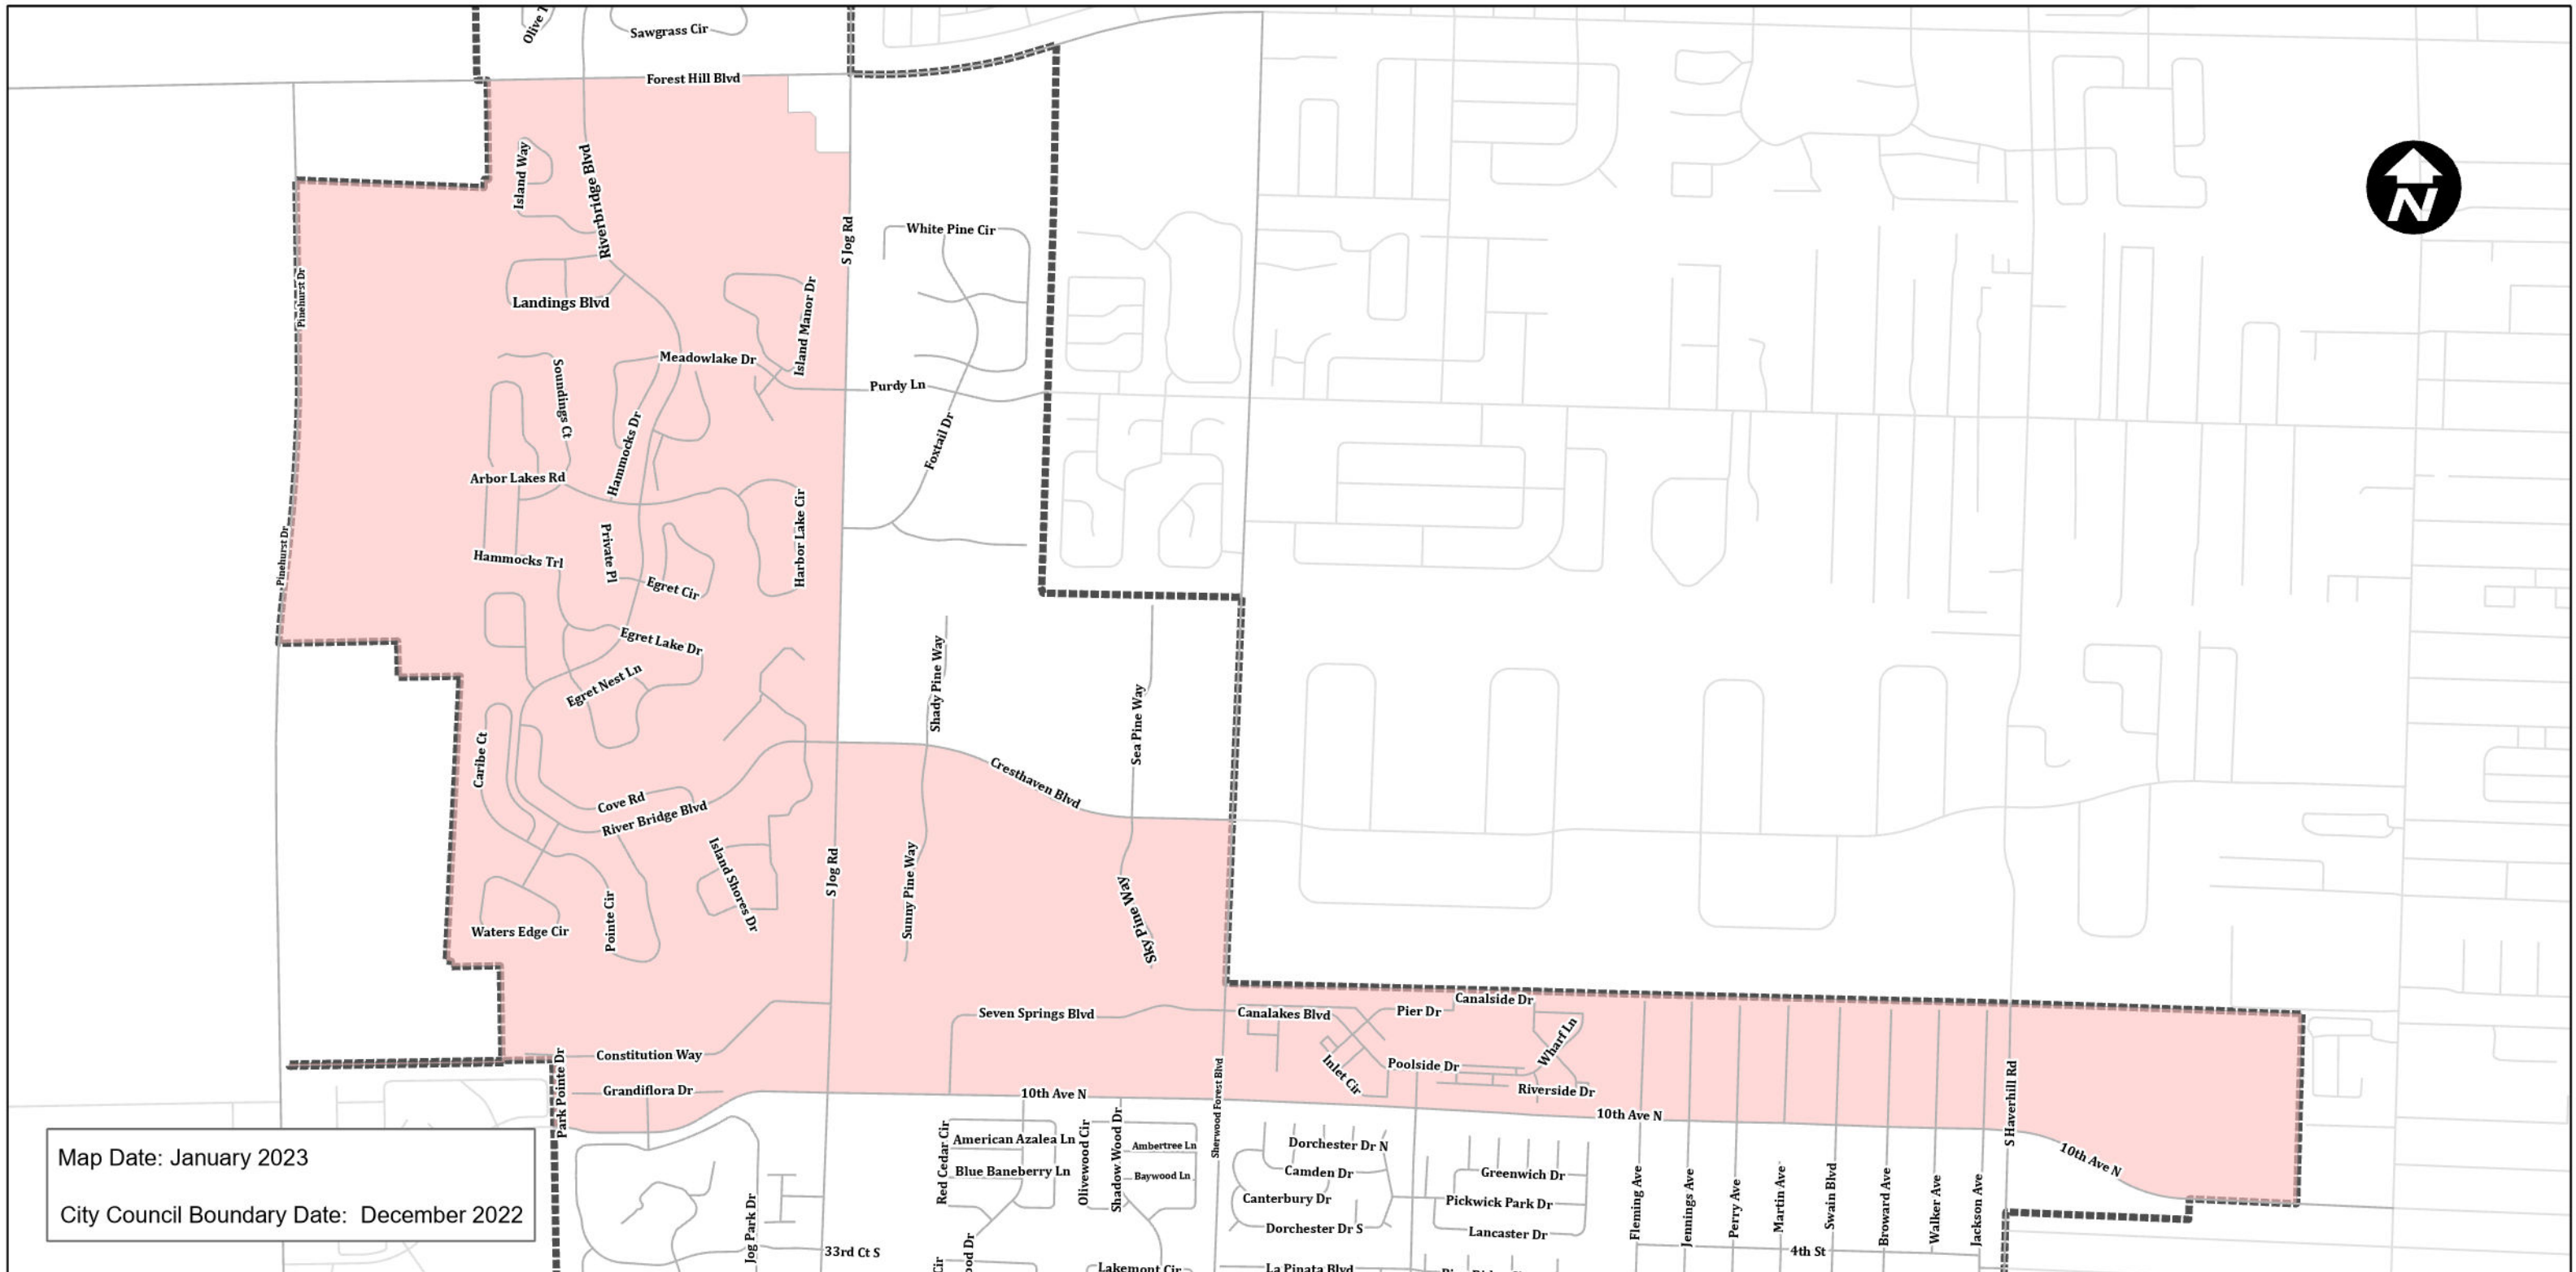 Sawgrass Cir
Forest Hill Blvd
Island Way
Riverbridge Blvd
S Jog Rd
White Pine Cir
N
Pinehurst Dr
Landings Blvd
Island Manor Dr
Meadowlake Dr
Purdy Ln
Soundings Ct
Hammocks Dr
Foxtail Dr
Arbor Lakes Rd
Harbor Lake Cir
Pinehurst Dr
Hammocks Trl
Private Pl
Egret Cir
Egret Lake Dr
Egret Nest Ln
Shady Pine Way
Sea Pine Way
Caribe Ct
Cresthaven Blvd
Cove Rd
River Bridge Blvd
Island Shores Dr
S Jog Rd
Sunny Pine Way
Sky Pine Way
Waters Edge Cir
Pointe Cir
Seven Springs Blvd
Canalakes Blvd
Pier Dr
Canalside Dr
Wharf Ln
Constitution Way
Inlet Cir
Poolside Dr
Park Pointe Dr
Grandiflora Dr
10th Ave N
Sherwood Forest Blvd
Riverside Dr
10th Ave N
S Haverhill Rd
10th Ave N
Red Cedar Cir
American Azalea Ln
Olivewood Cir
Shadow Wood Dr
Ambertree Ln
Blue Baneberry Ln
Baywood Ln
Dorchester Dr N
Camden Dr
Greenwich Dr
Canterbury Dr
Pickwick Park Dr
Dorchester Dr S
Lancaster Dr
Fleming Ave
Jennings Ave
Perry Ave
Martin Ave
Swain Blvd
Broward Ave
Walker Ave
Jackson Ave
Jog Park Dr
33rd Ct S
4th St
Lakemont Cir
La Pinata Blvd
Map Date: January 2023
City Council Boundary Date: December 2022
Olive
Cir
ood Dr